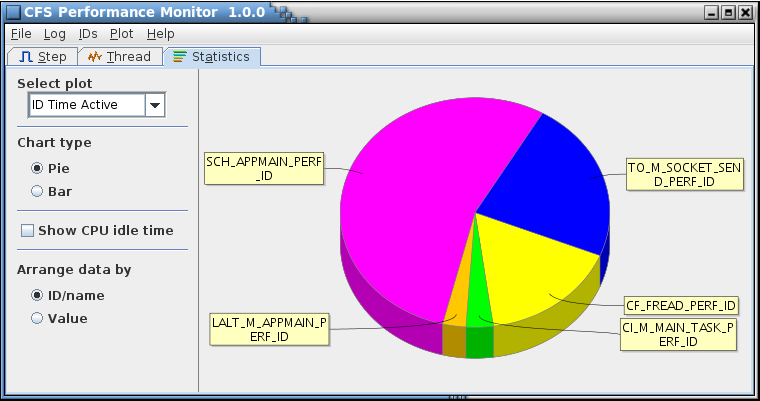 CFS Performance Monitor 1.0.0
File Log IDs Plot Help
Step Thread Statistics
Select plot
ID Time Active
Chart type
Pie
Bar
Show CPU idle time
Arrange data by
ID/name
Value
SCH_APPMAIN_PERF
_ID
TO_M_SOCKET_SEN
D_PERF_ID
CF_FREAD_PERF_ID
CI_M_MAIN_TASK_P
ERF_ID
LALT_M_APPMAIN_P
ERF_ID